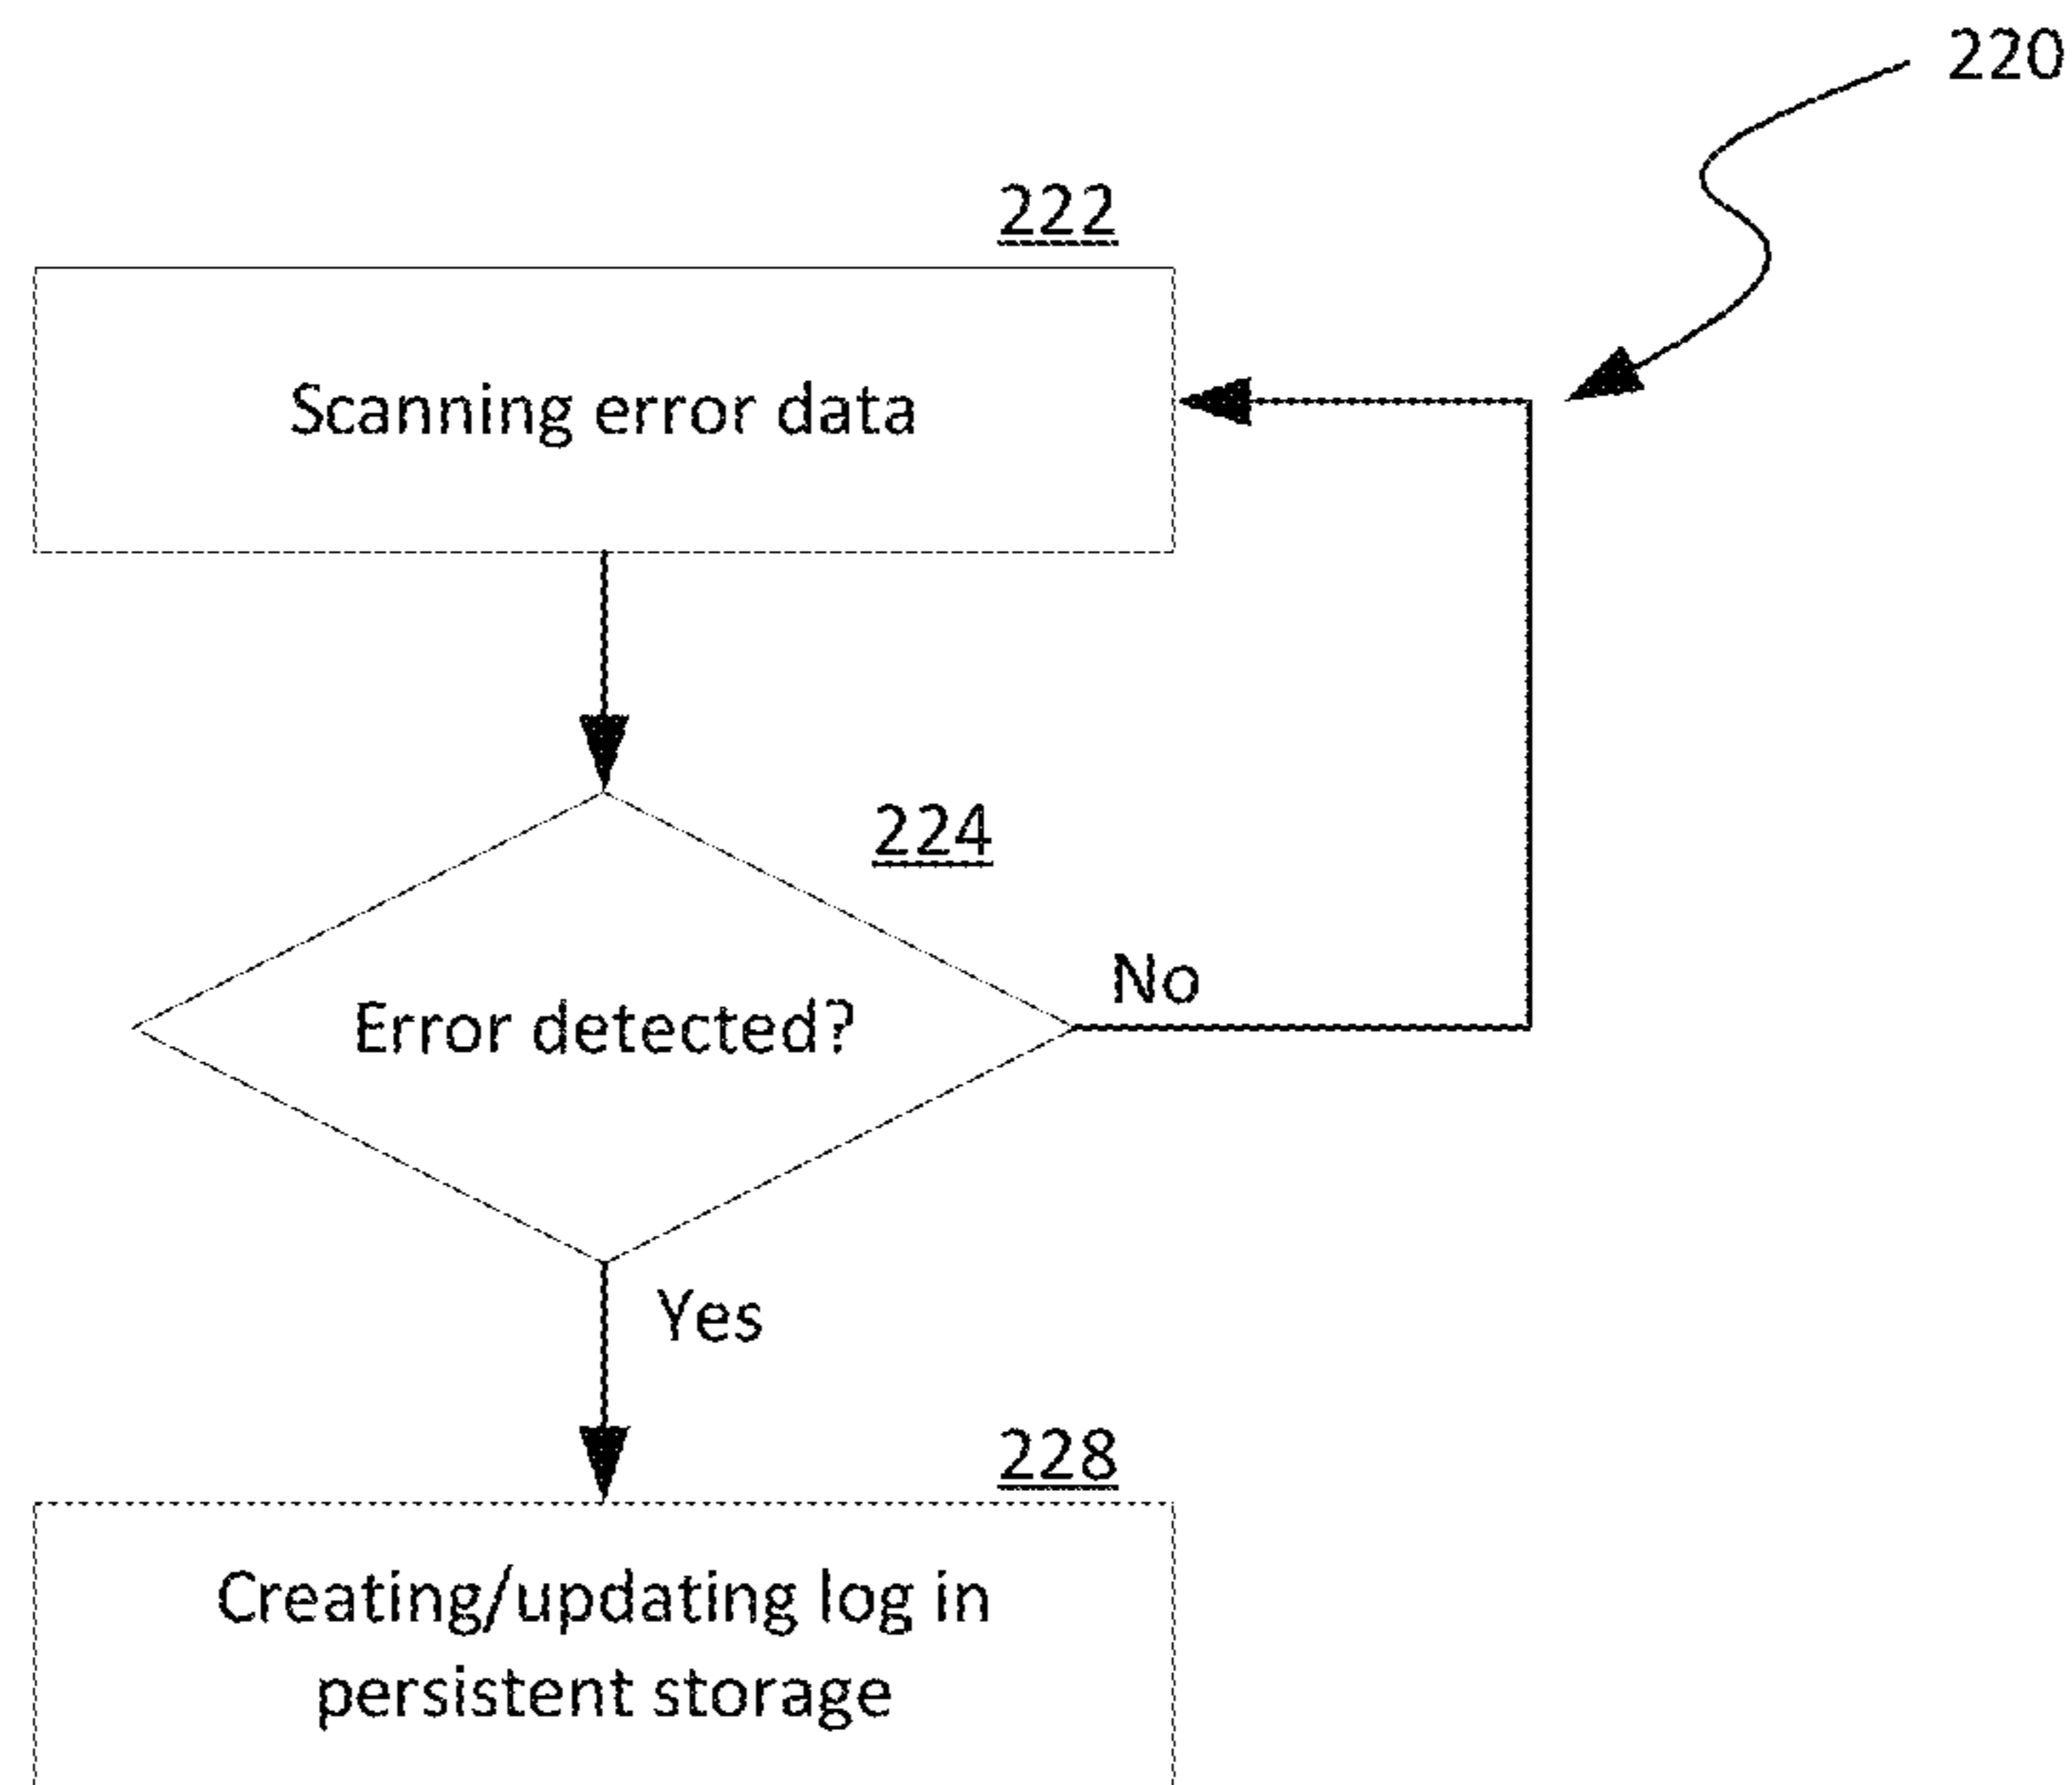 220
222
Scanning error data
224
Error detected?
No
Yes
228
Creating/updating log in
persistent storage